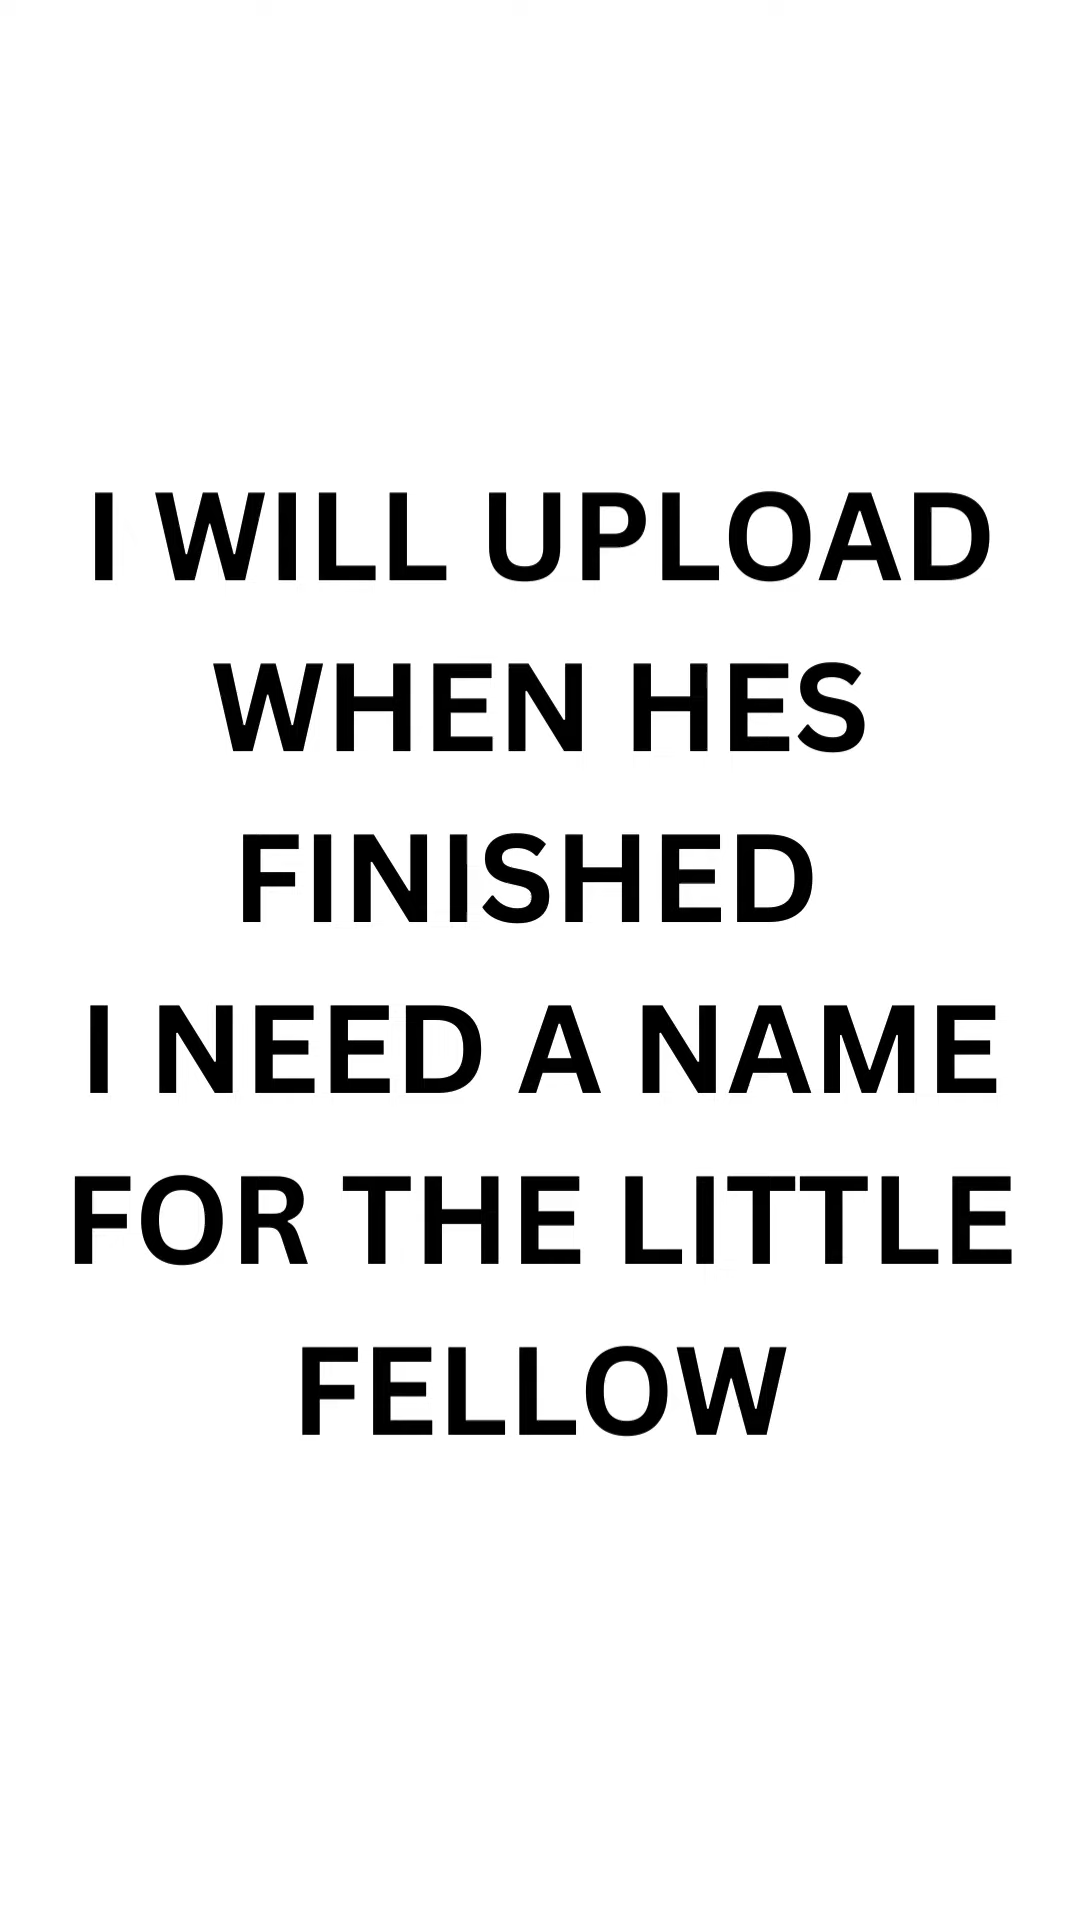 I WILL UPLOAD
WHEN HES
FINISHED
I NEED A NAME
FOR THE LITTLE
FELLOW